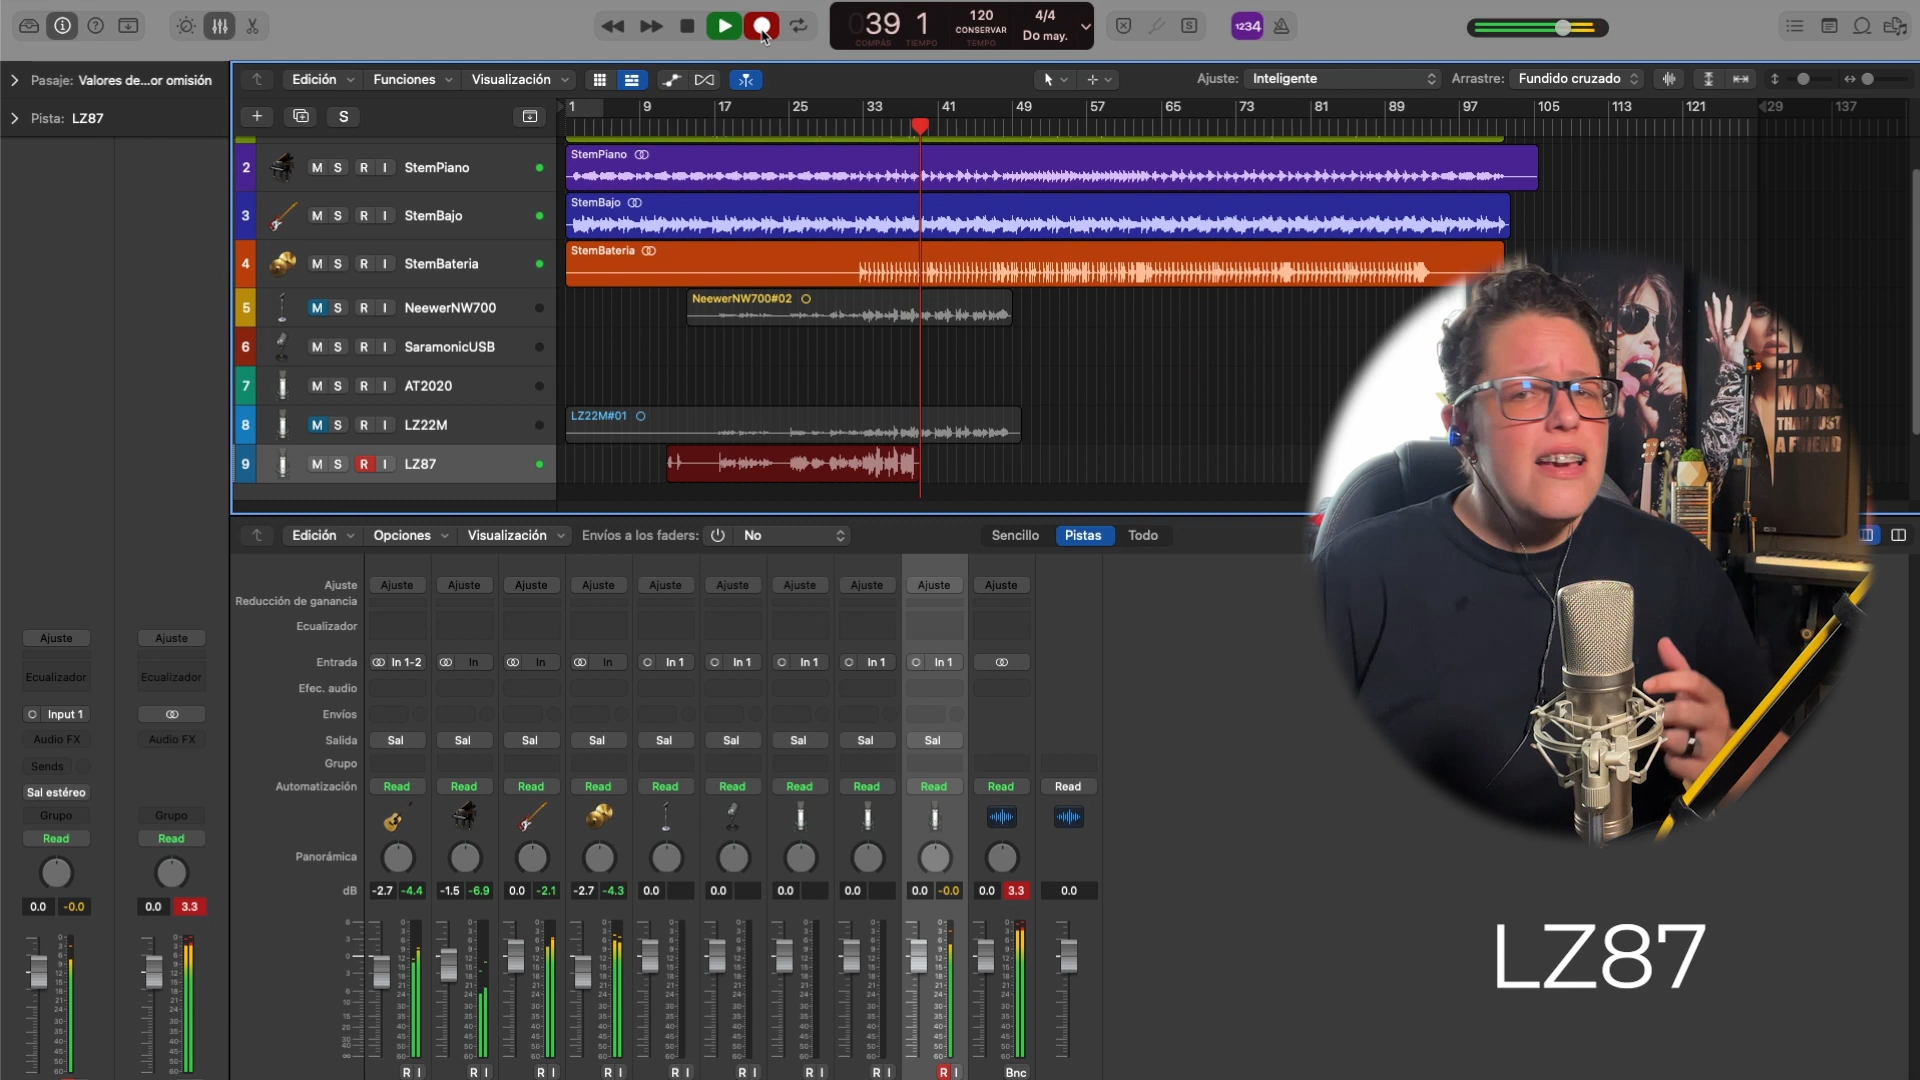 1234
39 1
120
4/4
CONSERVAR
Do may.
COMPÁS TIEMPO TEMPO
Pasaje: Valores de...or omisión
Pista: LZ87
Edición Funciones Visualización
Ajuste: Inteligente
Arrastre: Fundido cruzado
S
1 9 17 25 33 41 49 57 65 73 81 89 97 105 113 121 129 137
2 M S R I StemPiano
StemPiano
3 M S R I StemBajo
StemBajo
4 M S R I StemBateria
StemBateria
5 M S R I NeewerNW700
NeewerNW700#02
6 M S R I SaramonicUSB
7 M S R I AT2020
8 M S R I LZ22M
LZ22M#01
9 M S R I LZ87
IT
MORE
THAN JUST
A FRIEND
Edición Opciones Visualización Envíos a los faders: No
Sencillo Pistas Todo
Ajuste Ajuste Ajuste Ajuste Ajuste Ajuste Ajuste Ajuste Ajuste Ajuste Ajuste
Reducción de ganancia
Ecualizador
Entrada In 1-2 In In In In 1 In 1 In 1 In 1 In 1
Efec. audio
Envíos
Salida Sal Sal Sal Sal Sal Sal Sal Sal Sal
Grupo
Automatización Read Read Read Read Read Read Read Read Read Read Read
Panorámica
dB -2.7 -4.4 -1.5 -6.9 0.0 -2.1 -2.7 -4.3 0.0 0.0 0.0 0.0 0.0 -0.0 0.0 3.3 0.0
R I R I R I R I R I R I R I R I R I Bnc
Ajuste Ajuste
Ecualizador Ecualizador
Input 1
Audio FX Audio FX
Sends
Sal estéreo
Grupo Grupo
Read Read
0.0 -0.0 0.0 3.3
LZ87